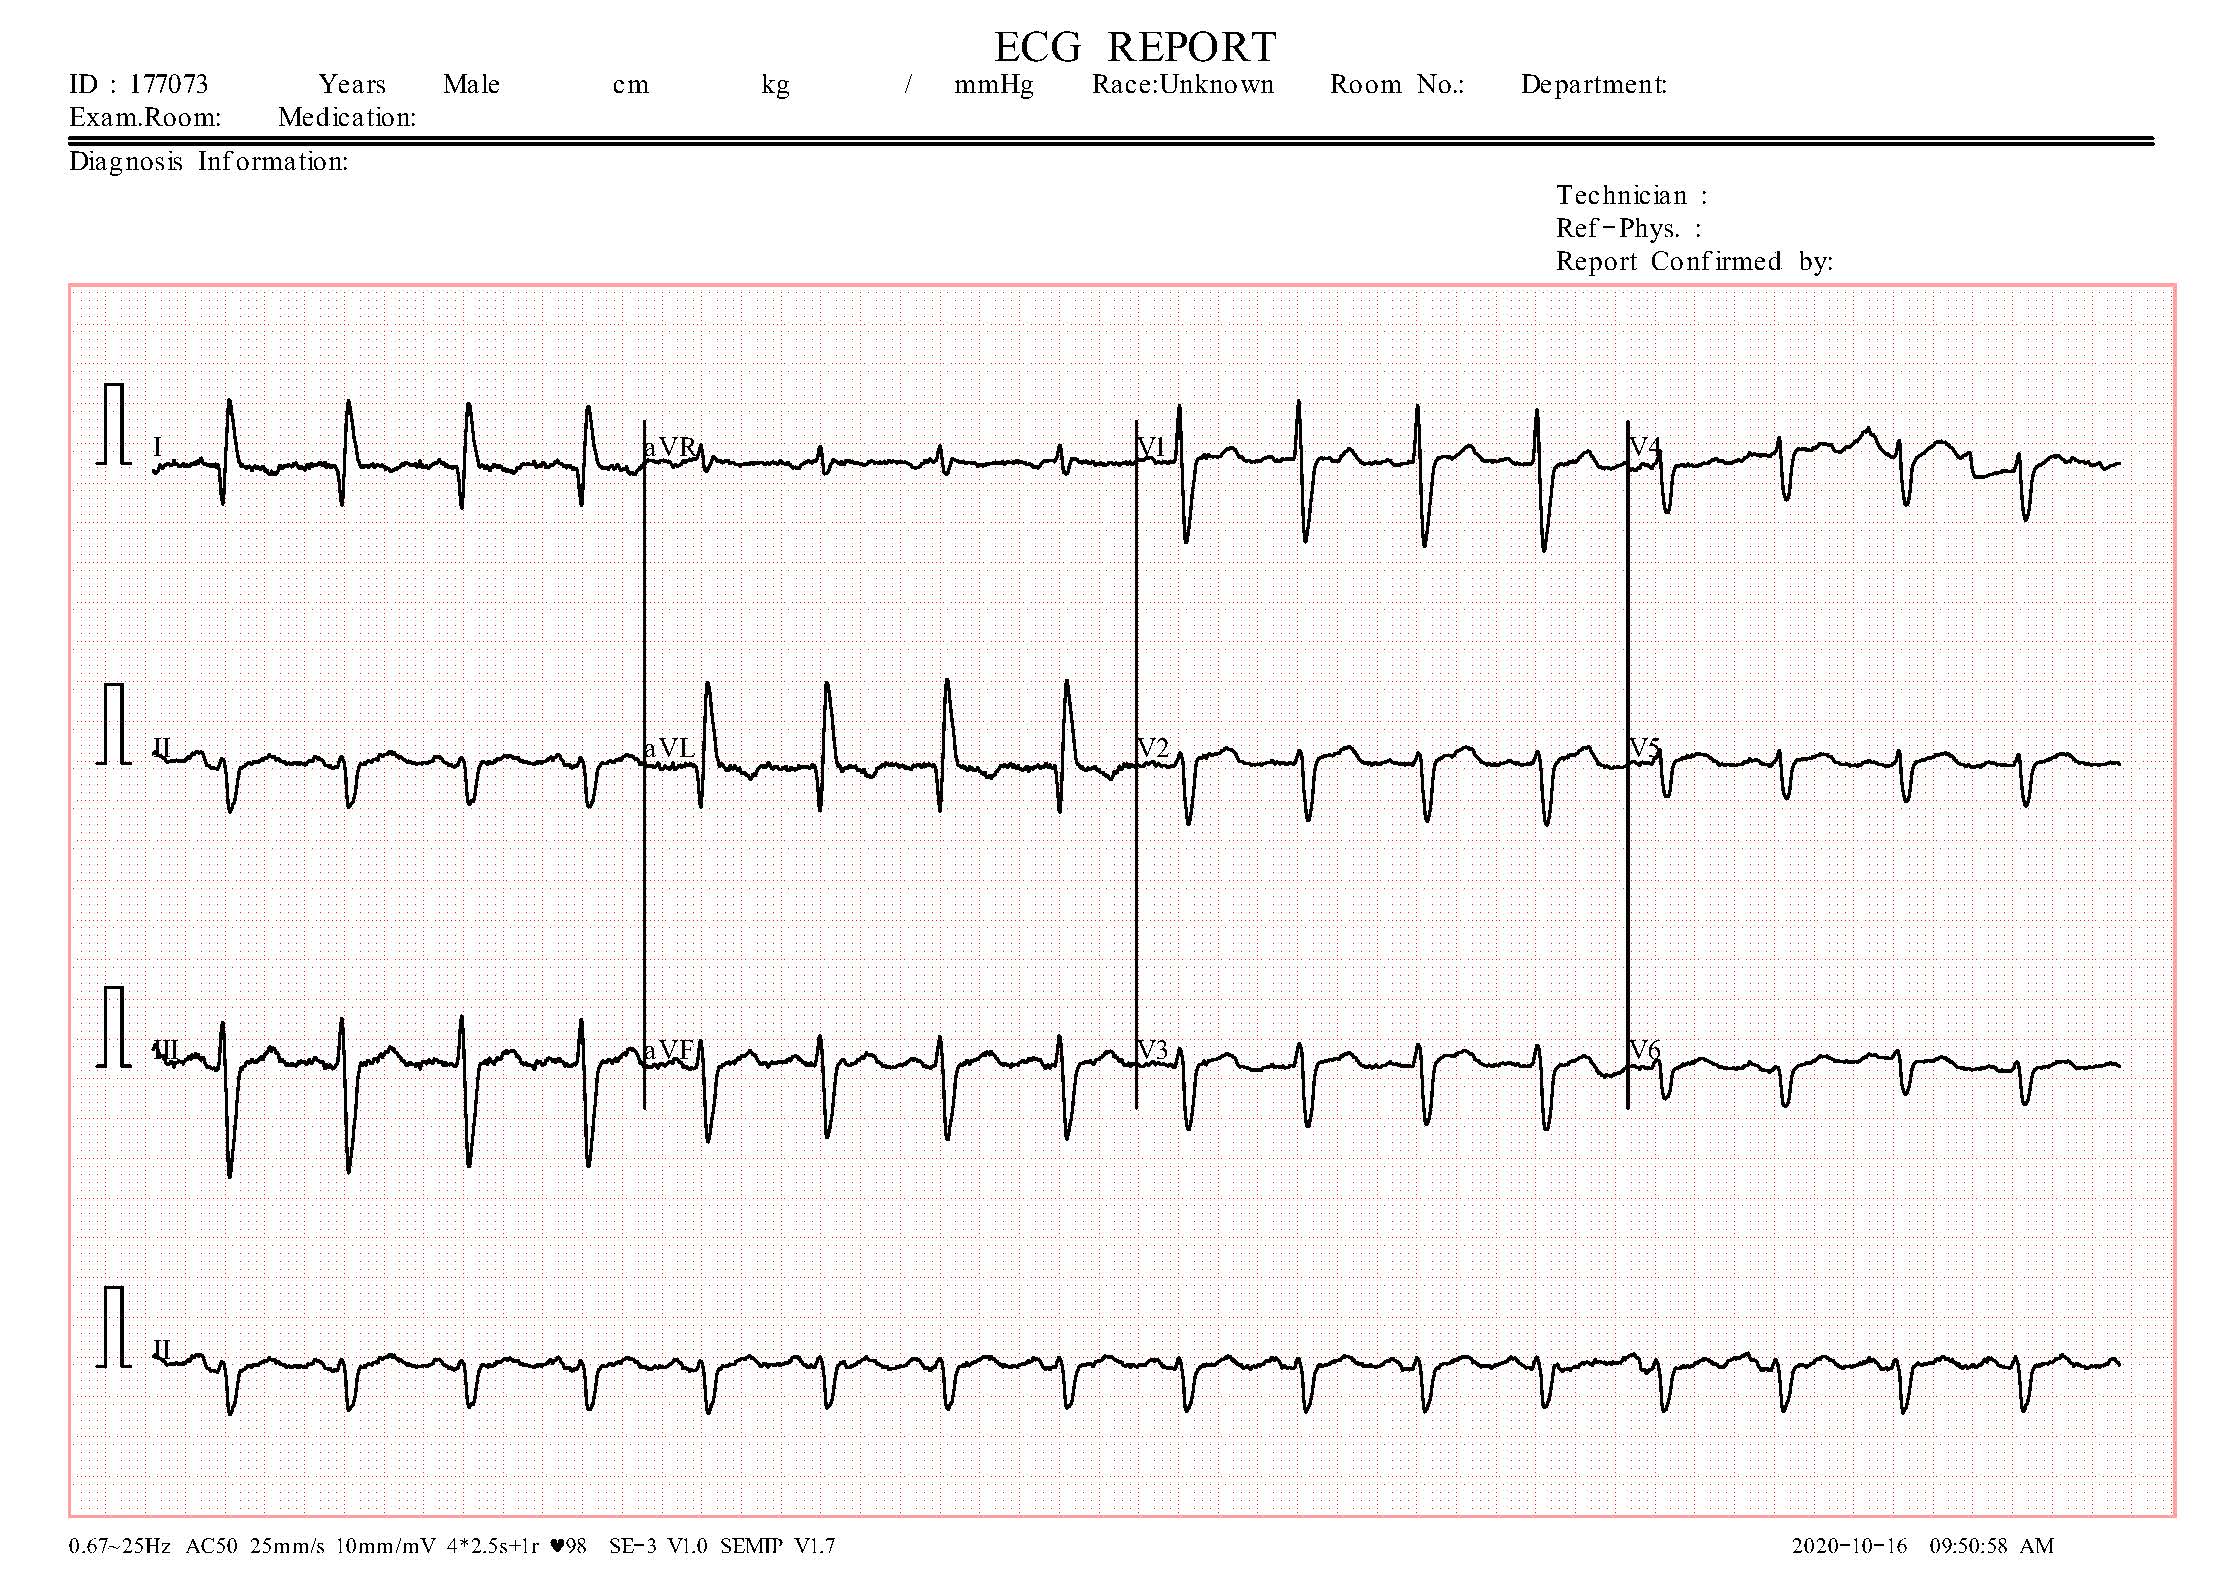 ECG REPORT
ID : 177073 Years Male cm kg / mmHg Race:Unknown Room No.: Department:
Exam.Room: Medication:
Diagnosis Information:
Technician :
Ref-Phys. :
Report Confirmed by:
I aVR V1 V4
II aVL V2 V5
III aVF V3 V6
II
0.67~25Hz AC50 25mm/s 10mm/mV 4*2.5s+1r ♥98 SE-3 V1.0 SEMIP V1.7 2020-10-16 09:50:58 AM